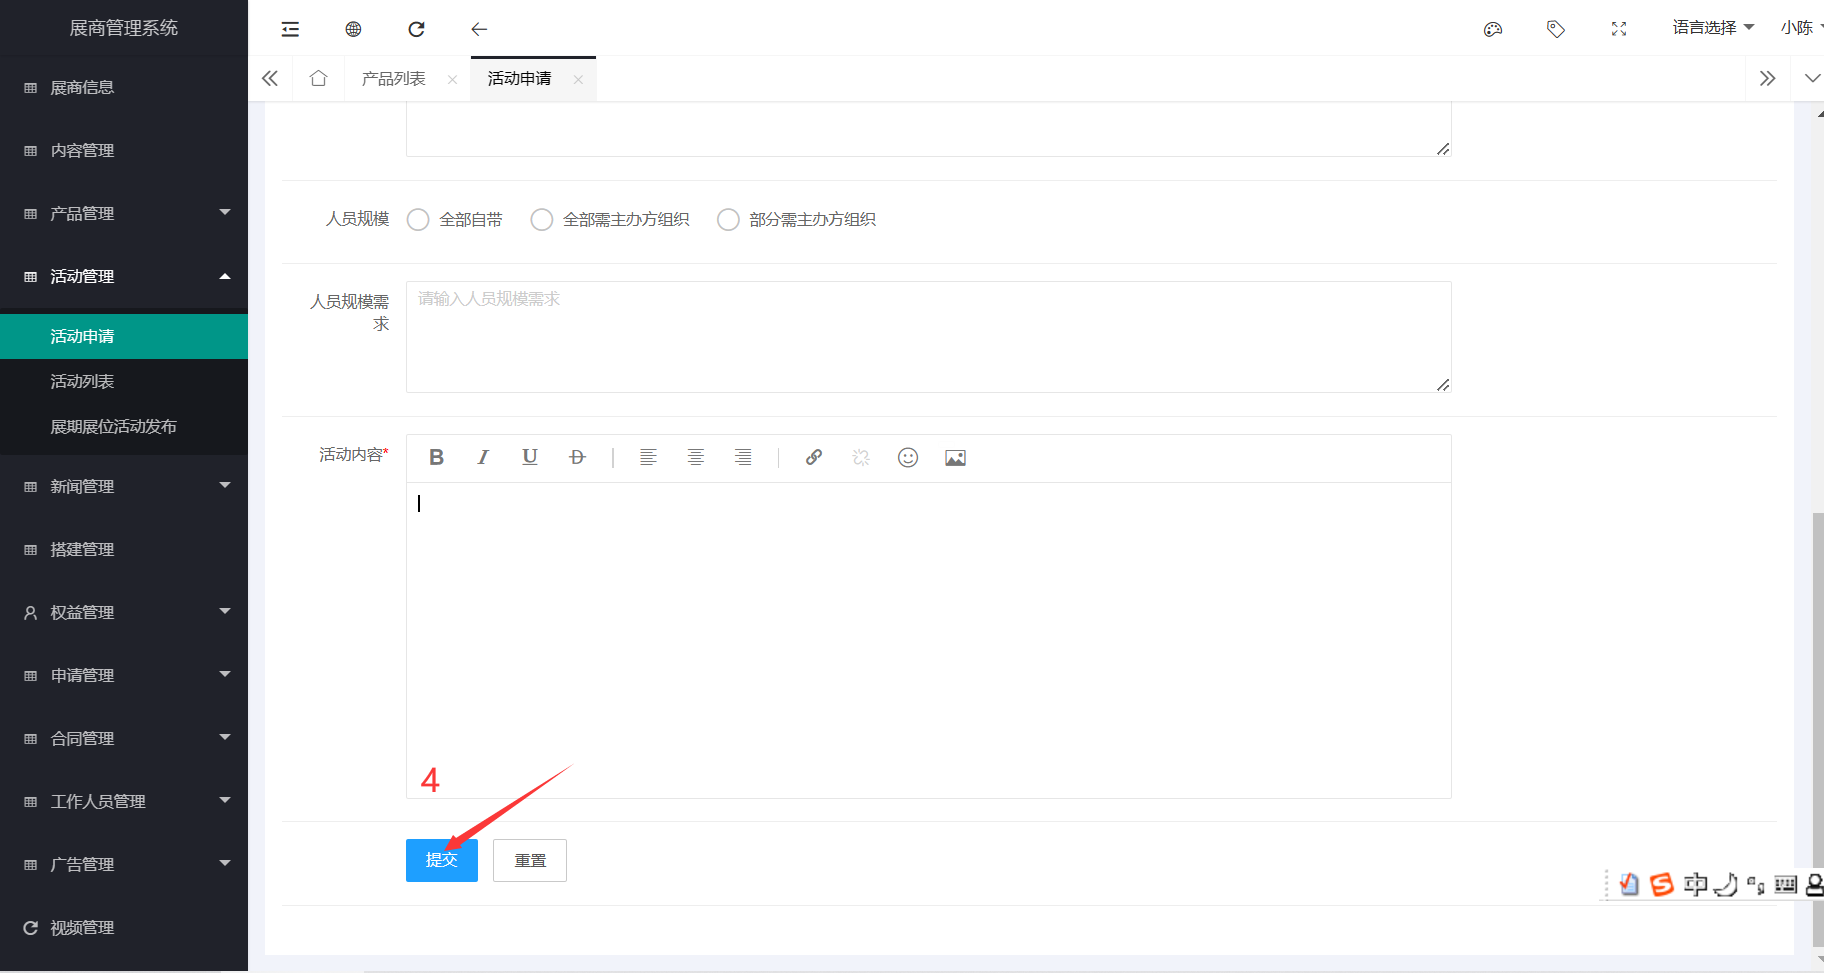 展商管理系统
语言选择
小陈
产品列表
活动申请
展商信息
内容管理
产品管理
活动管理
活动申请
活动列表
展期展位活动发布
新闻管理
搭建管理
权益管理
申请管理
合同管理
工作人员管理
广告管理
视频管理
人员规模 全部自带 全部需主办方组织 部分需主办方组织
人员规模需
求
请输入人员规模需求
活动内容*
B I U D
4
提交 重置
中